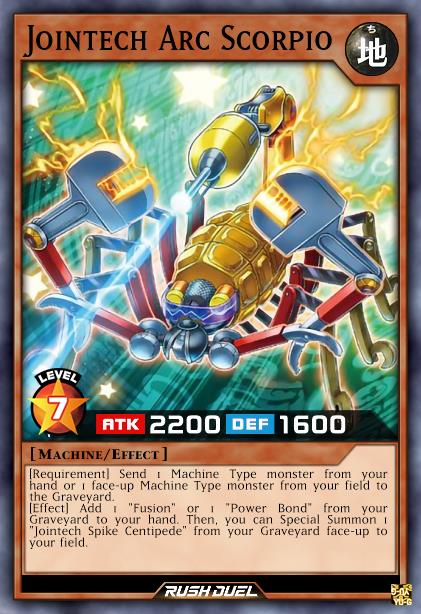 Jointech Arc Scorpio
ち
地
LEVEL
7
ATK 2200 DEF 1600
[Machine/Effect]
[Requirement] Send 1 Machine Type monster from your
hand or 1 face-up Machine Type monster from your field to
the Graveyard.
[Effect] Add 1 "Fusion" or 1 "Power Bond" from your
Graveyard to your hand. Then, you can Special Summon 1
"Jointech Spike Centipede" from your Graveyard face-up to
your field.
RUSH DUEL